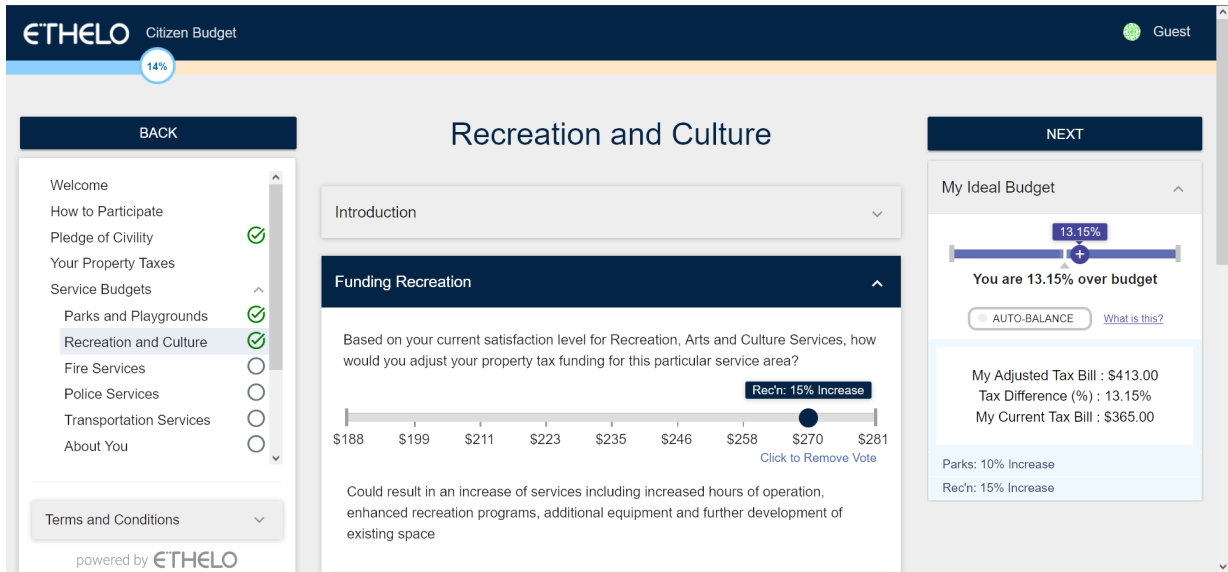 ETHELO Citizen Budget
Guest
14%
BACK
Welcome
How to Participate
Pledge of Civility
Your Property Taxes
Service Budgets
Parks and Playgrounds
Recreation and Culture
Fire Services
Police Services
Transportation Services
About You
Terms and Conditions
powered by ETHELO
Recreation and Culture
Introduction
Funding Recreation
Based on your current satisfaction level for Recreation, Arts and Culture Services, how
would you adjust your property tax funding for this particular service area?
Rec'n: 15% Increase
$188 $199 $211 $223 $235 $246 $258 $270 $281
Click to Remove Vote
Could result in an increase of services including increased hours of operation,
enhanced recreation programs, additional equipment and further development of
existing space
NEXT
My Ideal Budget
13.15%
You are 13.15% over budget
AUTO-BALANCE What is this?
My Adjusted Tax Bill : $413.00
Tax Difference (%) : 13.15%
My Current Tax Bill : $365.00
Parks: 10% Increase
Rec'n: 15% Increase